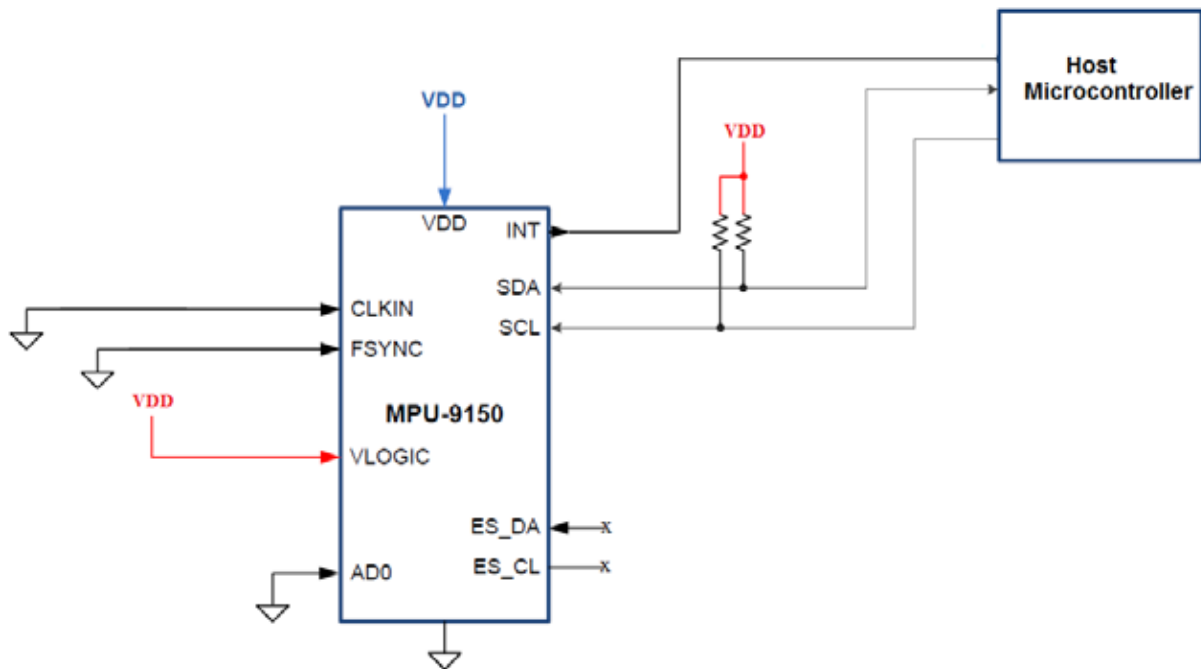 Host
Microcontroller
VDD
VDD
VDD
INT
SDA
CLKIN
SCL
FSYNC
VDD
MPU-9150
VLOGIC
ES_DA
x
ES_CL
x
AD0